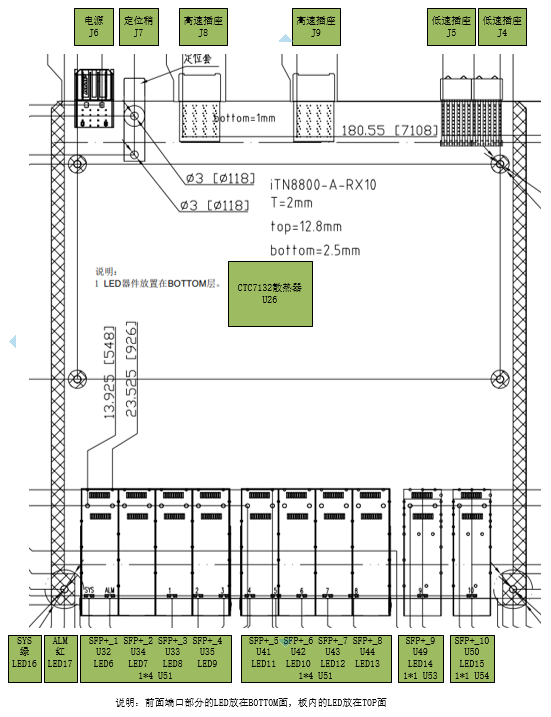 电源
J6
定位销
J7
高速插座
J8
高速插座
J9
低速插座
J5
低速插座
J4
定位套
bottom=1mm
180.55 [7108]
Ø3 [Ø118]
Ø3 [Ø118]
iTN8800-A-RX10
T=2mm
top=12.8mm
bottom=2.5mm
说明:
1 LED器件放置在BOTTOM层。
CTC7132散热器
U26
13.925 [548]
23.525 [926]
SYS
ALM
1
2
3
4
5
6
7
8
9
10
SYS
绿
LED16
ALM
红
LED17
SFP+_1 SFP+_2 SFP+_3 SFP+_4
U32 U34 U33 U35
LED6 LED7 LED8 LED9
1*4 U51
SFP+_5 SFP+_6 SFP+_7 SFP+_8
U41 U42 U43 U44
LED11 LED10 LED12 LED13
1*4 U51
SFP+_9
U49
LED14
1*1 U53
SFP+_10
U50
LED15
1*1 U54
说明：前面端口部分的LED放在BOTTOM面，板内的LED放在TOP面